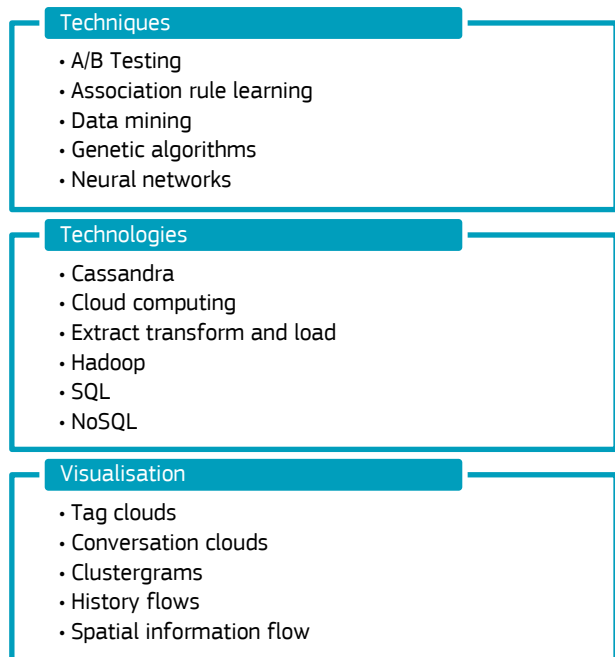 Techniques
• A/B Testing
• Association rule learning
• Data mining
• Genetic algorithms
• Neural networks
Technologies
• Cassandra
• Cloud computing
• Extract transform and load
• Hadoop
• SQL
• NoSQL
Visualisation
• Tag clouds
• Conversation clouds
• Clustergrams
• History flows
• Spatial information flow